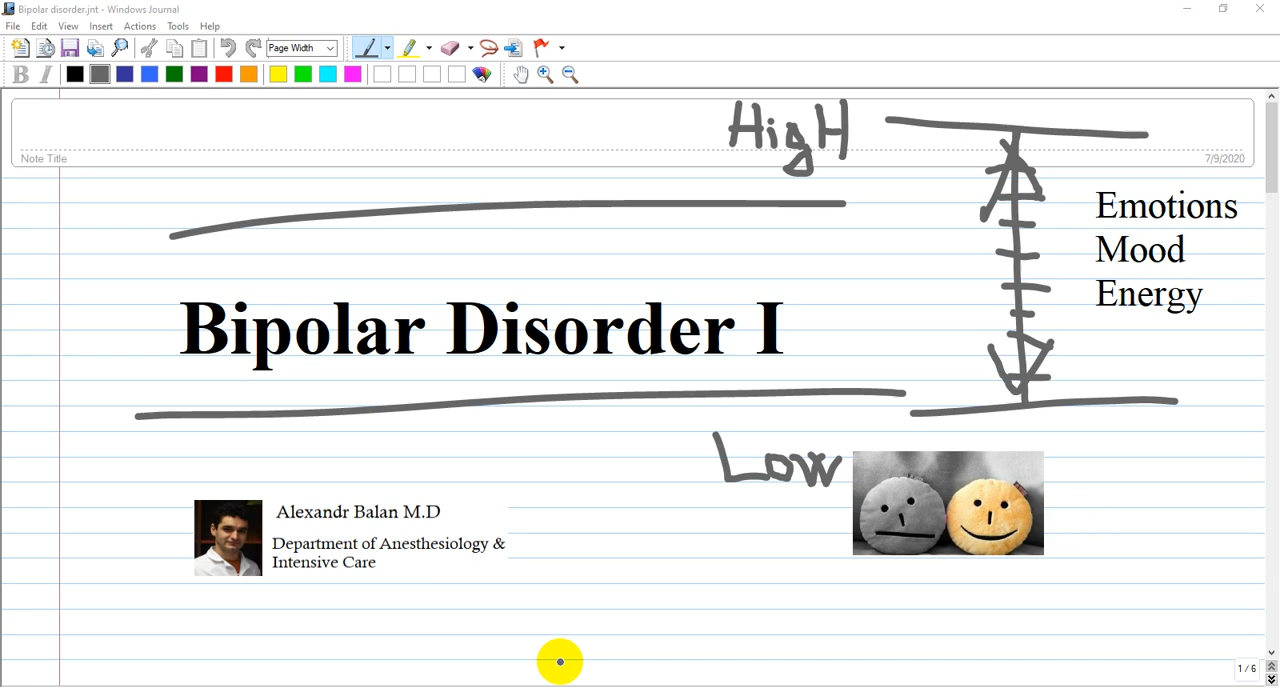 Bipolar disorder.jnt - Windows Journal
File Edit View Insert Actions Tools Help
Page Width
B I
HigH
Note Title
7/9/2020
Emotions
Mood
Energy
Bipolar Disorder I
Low
Alexandr Balan M.D
Department of Anesthesiology &
Intensive Care
1 / 6